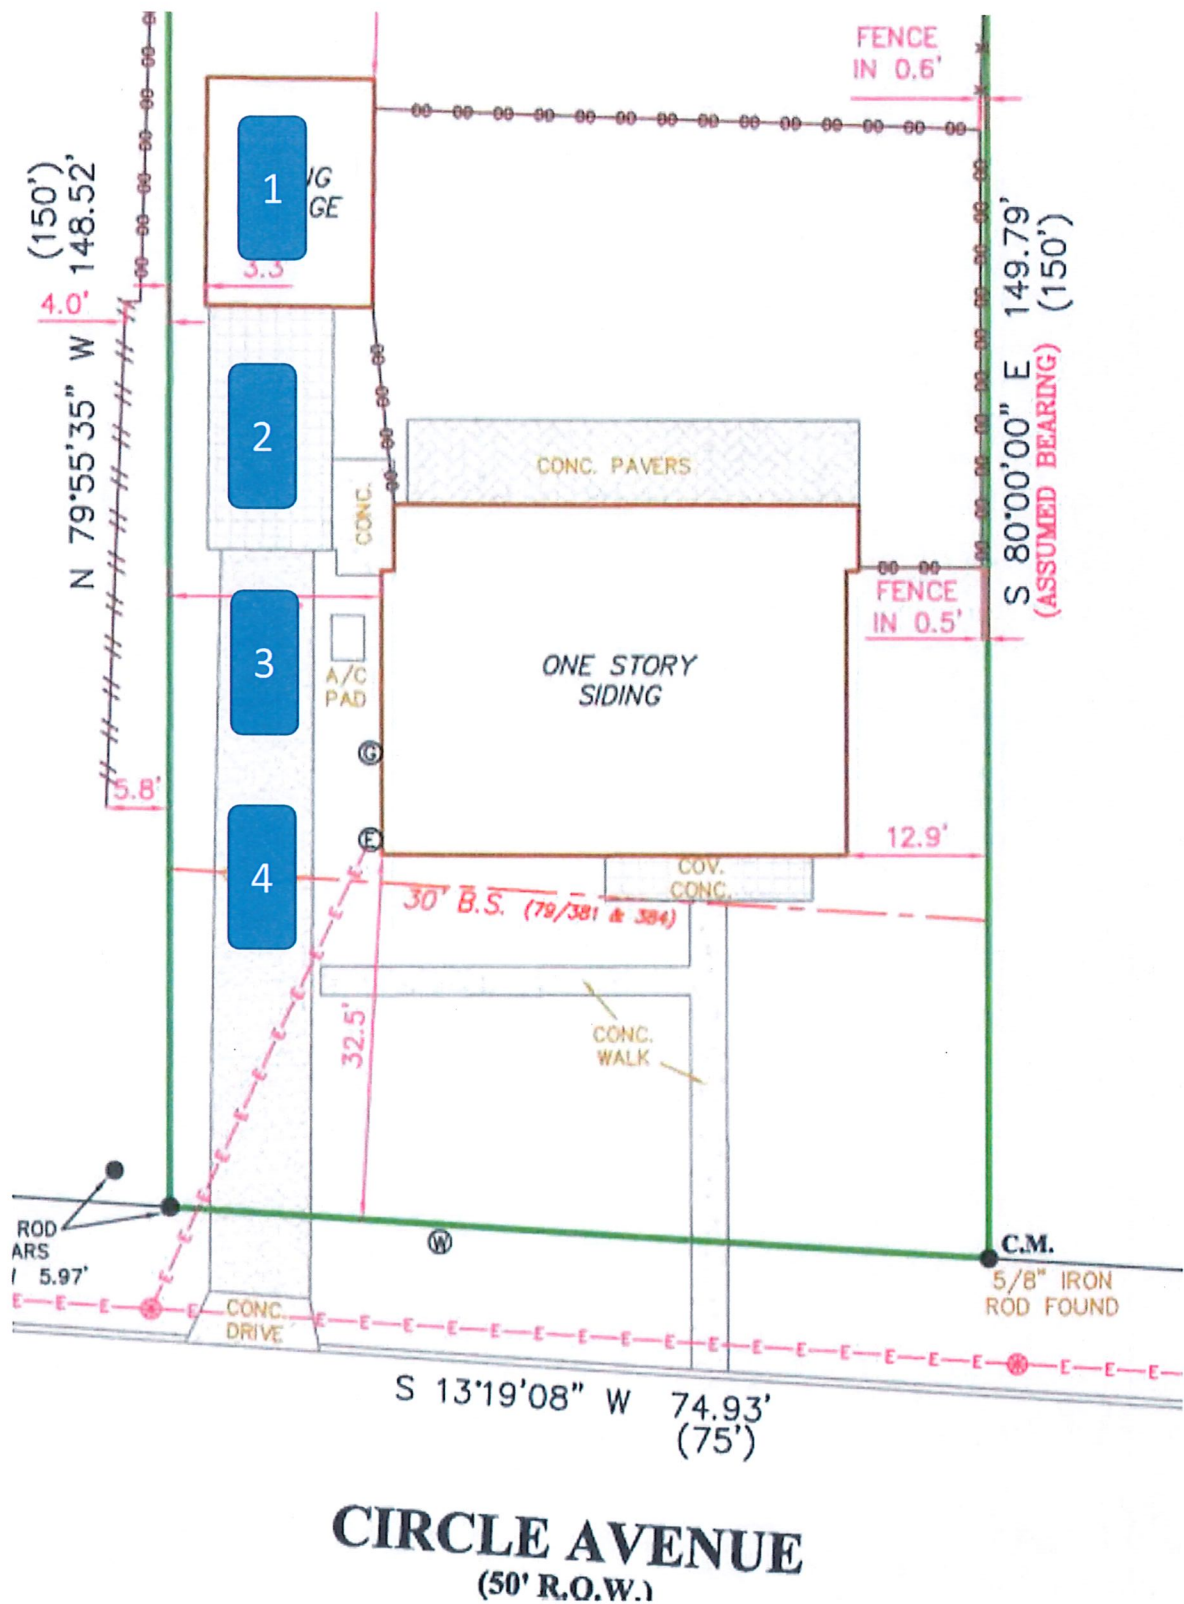 FENCE
IN 0.6'
(150')
N 79°55'35" W 148.52'
1
3.3
4.0'
149.79'
S 80°00'00" E (150')
(ASSUMED BEARING)
2
CONC. PAVERS
CONC.
FENCE
IN 0.5'
3
A/C
PAD
ONE STORY
SIDING
G
5.8'
E
12.9'
4
COV.
CONC.
30' B.S. (79/381 & 384)
32.5'
CONC.
WALK
ROD
5.97'
W
C.M.
5/8" IRON
ROD FOUND
CONC.
DRIVE
E E E E E E E E E E E E E E E E E
S 13°19'08" W 74.93'
(75')
CIRCLE AVENUE
(50' R.O.W.)